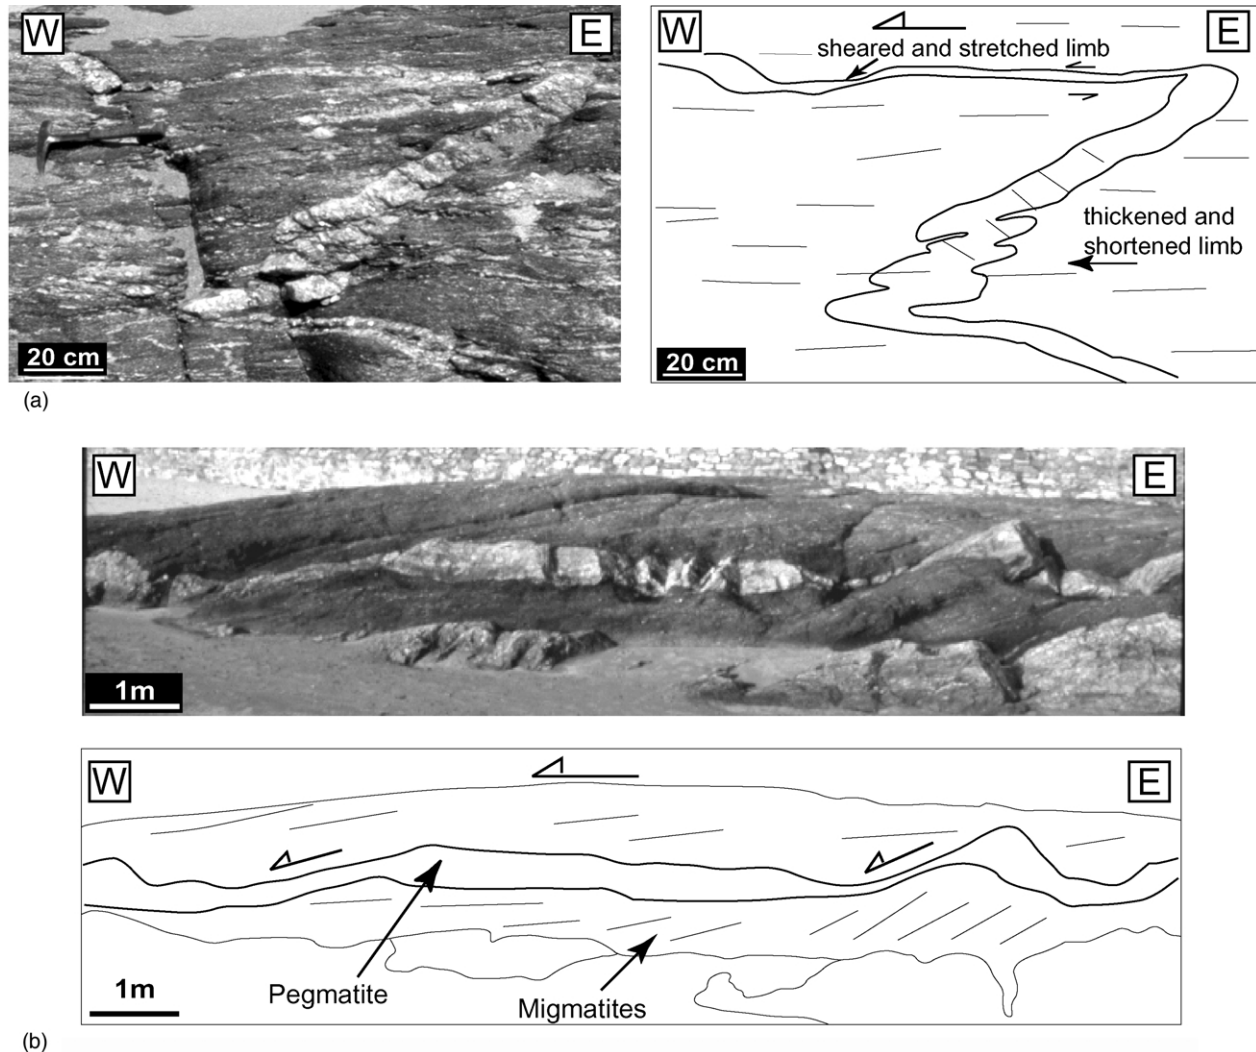 W
E
20 cm
W
E
sheared and stretched limb
thickened and
shortened limb
20 cm
(a)
W
E
1m
W
E
Pegmatite
Migmatites
1m
(b)